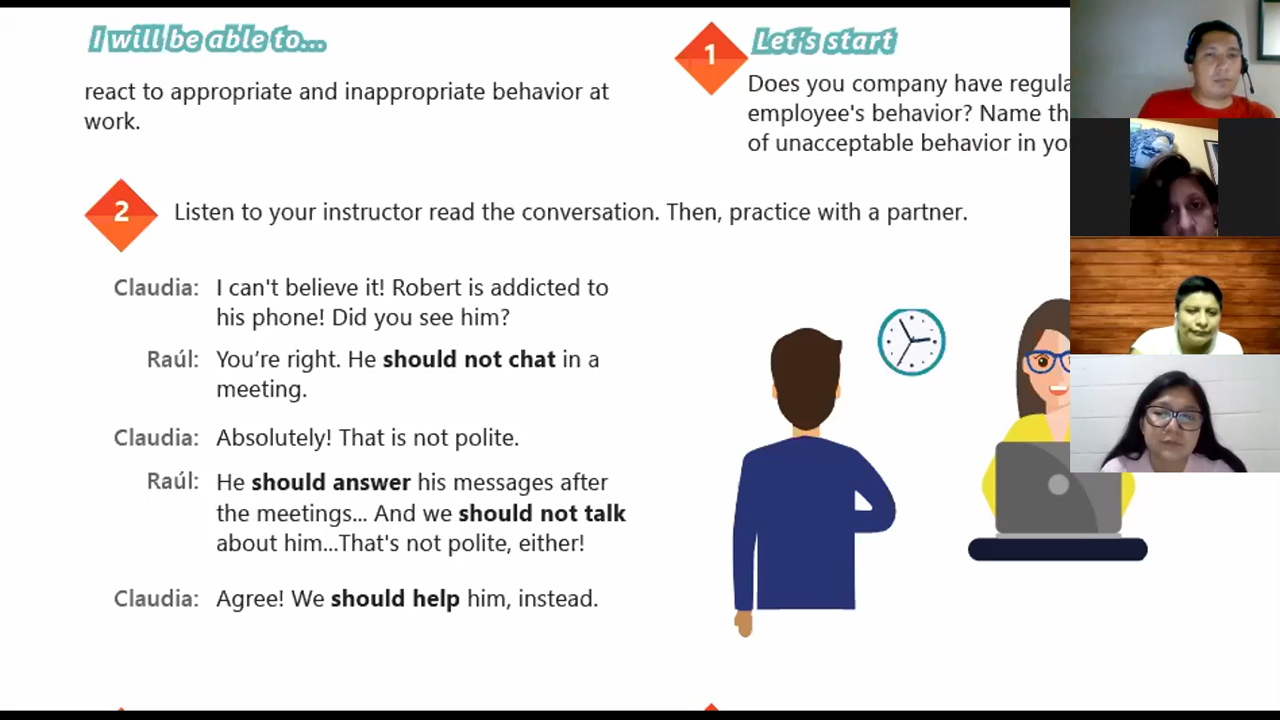 I will be able to...
react to appropriate and inappropriate behavior at
work.
1
Let's start
Does you company have
employee's behavior? Name
of unacceptable behavior in
2
Listen to your instructor read the conversation. Then, practice with a partner.
Claudia: I can't believe it! Robert is addicted to
his phone! Did you see him?
Raúl: You're right. He should not chat in a
meeting.
Claudia: Absolutely! That is not polite.
Raúl: He should answer his messages after
the meetings... And we should not talk
about him...That's not polite, either!
Claudia: Agree! We should help him, instead.